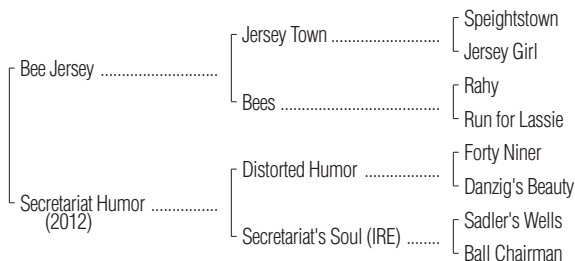 Speightstown
Jersey Town ..............................
Jersey Girl
Bee Jersey ................................
Rahy
Bees ............................................
Run for Lassie
Forty Niner
Distorted Humor ....................
Danzig's Beauty
Secretariat Humor ..................
(2012)
Sadler's Wells
Secretariat's Soul (IRE) .........
Ball Chairman